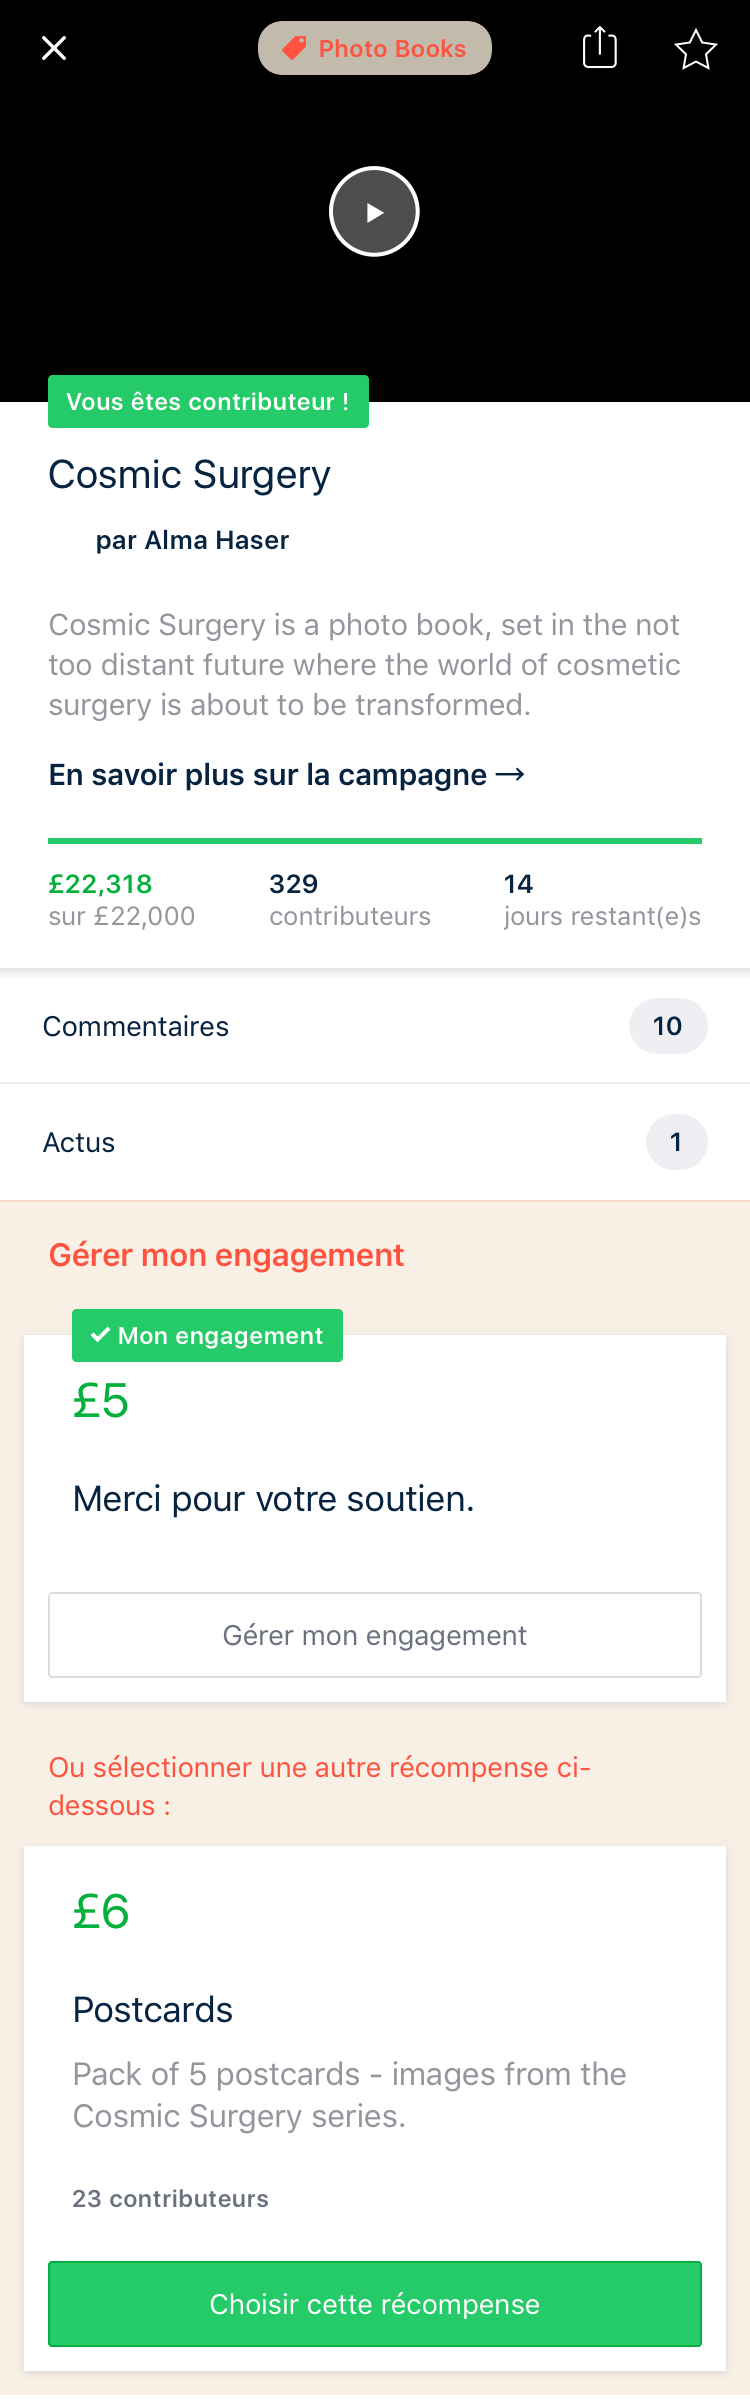 Photo Books
Vous êtes contributeur !
Cosmic Surgery
par Alma Haser
Cosmic Surgery is a photo book, set in the not
too distant future where the world of cosmetic
surgery is about to be transformed.
En savoir plus sur la campagne →
£22,318
sur £22,000
329
contributeurs
14
jours restant(e)s
Commentaires
10
Actus
1
Gérer mon engagement
✓ Mon engagement
£5
Merci pour votre soutien.
Gérer mon engagement
Ou sélectionner une autre récompense ci-
dessous :
£6
Postcards
Pack of 5 postcards - images from the
Cosmic Surgery series.
23 contributeurs
Choisir cette récompense